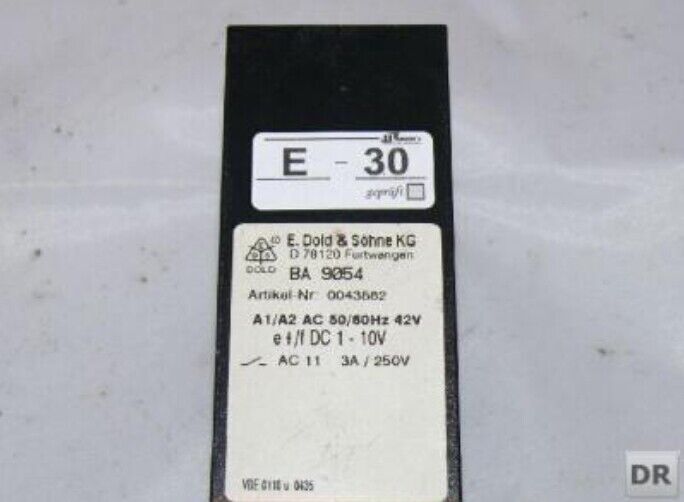 E - 30
geprüft
E. Dold & Söhne KG
D 78120 Furtwangen
DOLD
BA 9054
Artikel-Nr. 0043562
A1/A2 AC 50/60Hz 42V
e +/f DC 1 - 10V
AC 11 3A / 250V
VDE 0110 u 0435
DR